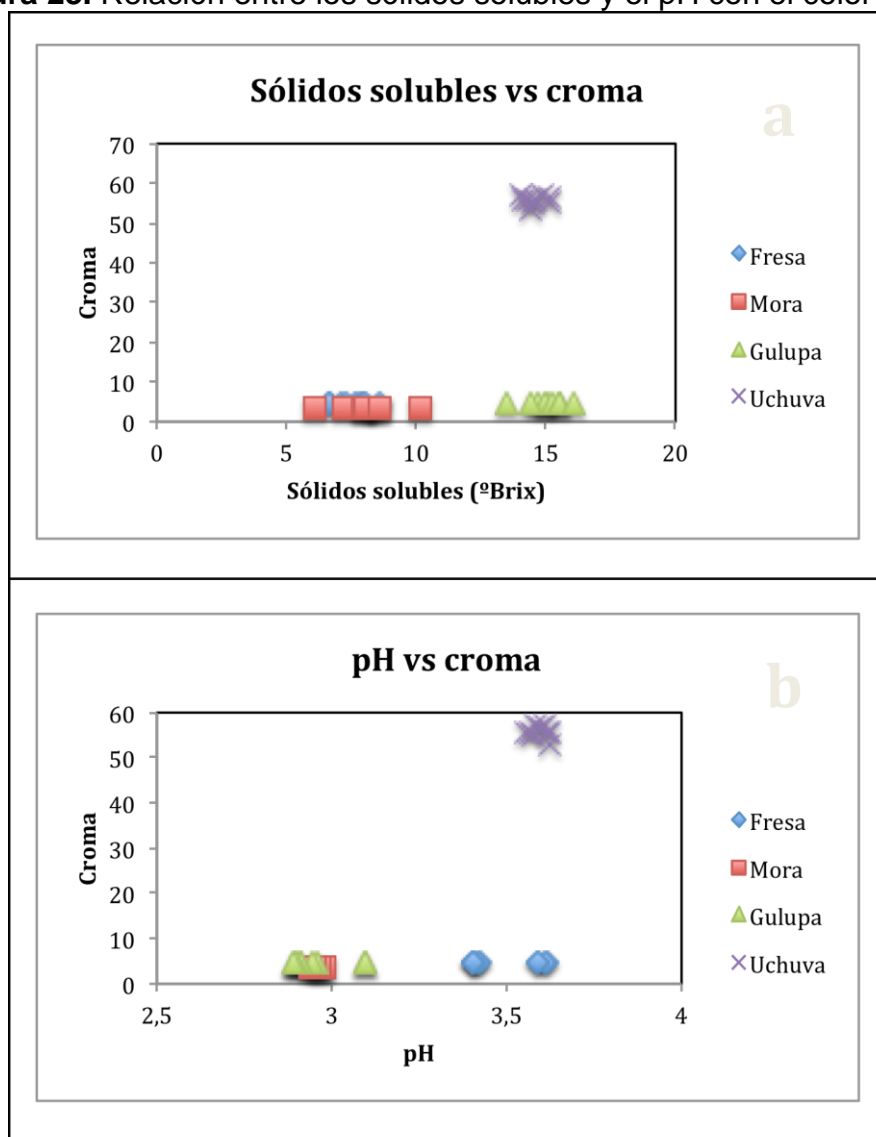 ra 23. Relación entre los sólidos solubles y el pH con el color
Sólidos solubles vs croma
a
70
60
50
40
30
20
10
0
Croma
0 5 10 15 20
Sólidos solubles (ºBrix)
Fresa
Mora
Gulupa
Uchuva
pH vs croma
b
60
50
40
30
20
10
0
Croma
2,5 3 3,5 4
pH
Fresa
Mora
Gulupa
Uchuva